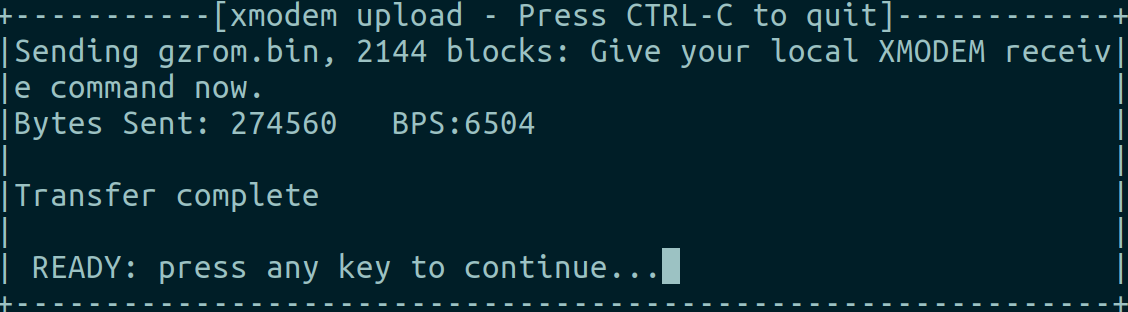 +-----------[xmodem upload - Press CTRL-C to quit]------------+
|Sending gzrom.bin, 2144 blocks: Give your local XMODEM receiv|
|e command now.                                               |
|Bytes Sent: 274560   BPS:6504                                |
|                                                             |
|Transfer complete                                            |
|                                                             |
| READY: press any key to continue...                         |
+-------------------------------------------------------------+